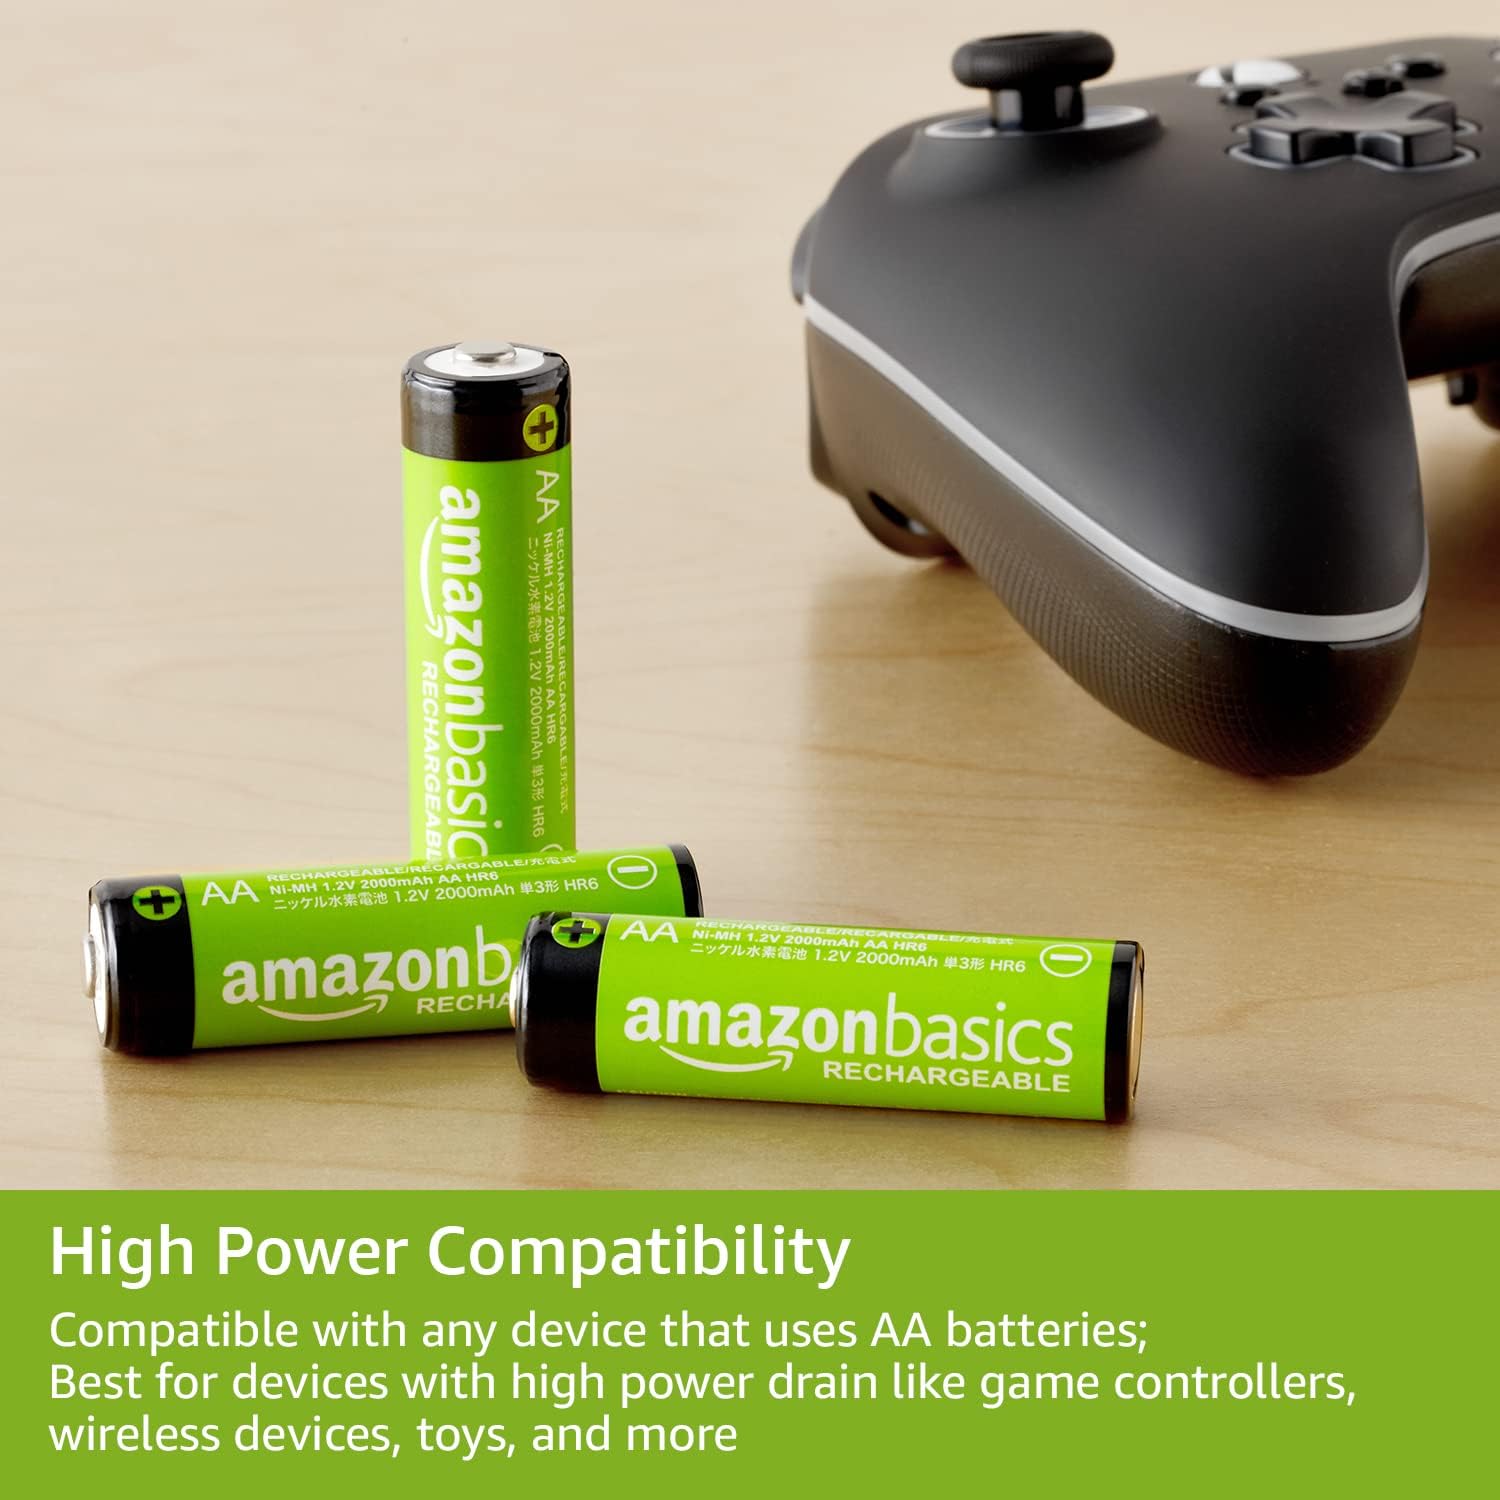 AA
RECHARGEABLE/RECARGABLE/充電式
Ni-MH 1.2V 2000mAh AA HR6
ニッケル水素電池 1.2V 2000mAh 単3形 HR6
amazonbasic
RECHARGEABL
AA
RECHARGEABLE/RECARGABLE/充電式
Ni-MH 1.2V 2000mAh AA HR6
ニッケル水素電池 1.2V 2000mAh 単3形 HR6
amazonb
RECHA
AA
RECHARGEABLE/RECARGABLE/充電式
Ni-MH 1.2V 2000mAh AA HR6
ニッケル水素電池 1.2V 2000mAh 単3形 HR6
amazonbasics
RECHARGEABLE
High Power Compatibility
Compatible with any device that uses AA batteries;
Best for devices with high power drain like game controllers,
wireless devices, toys, and more